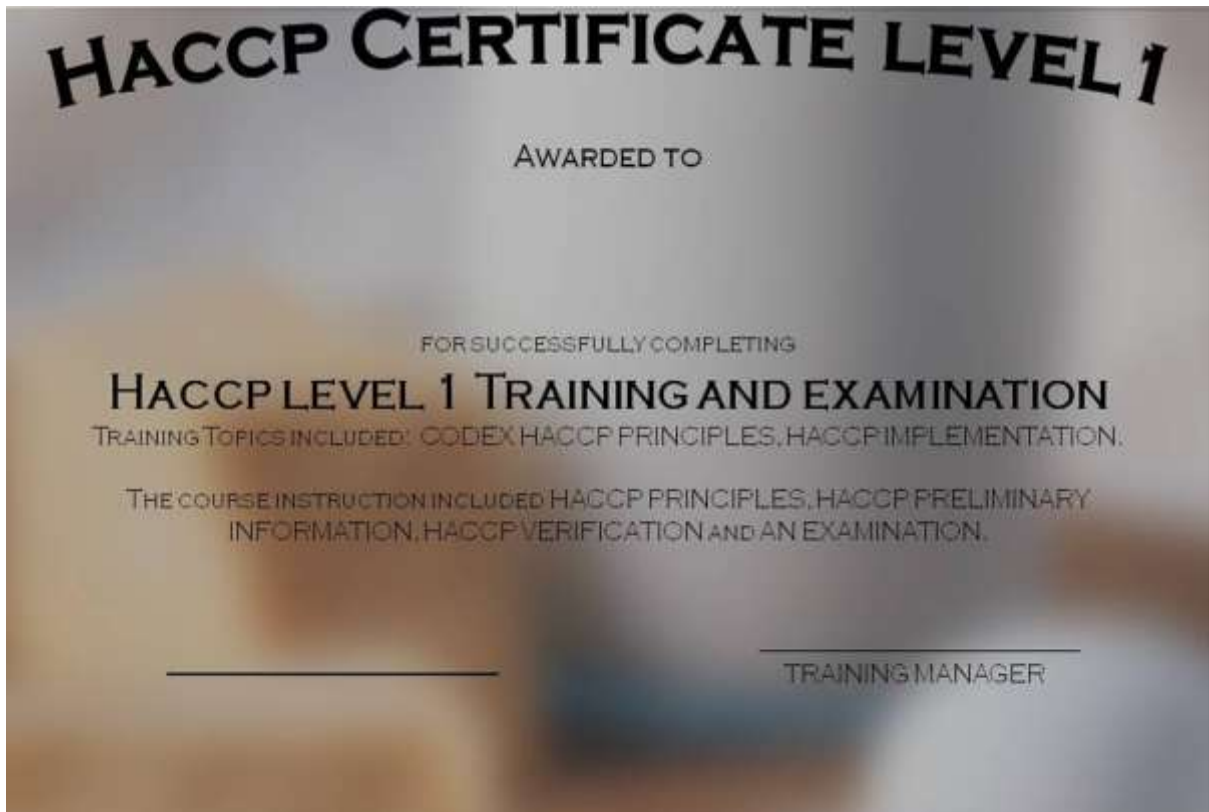 HACCP CERTIFICATE LEVEL 1
AWARDED TO
FOR SUCCESSFULLY COMPLETING
HACCP LEVEL 1 TRAINING AND EXAMINATION
TRAINING TOPICS INCLUDED: CODEX HACCP PRINCIPLES, HACCP IMPLEMENTATION.
THE COURSE INSTRUCTION INCLUDED HACCP PRINCIPLES, HACCP PRELIMINARY
INFORMATION, HACCP VERIFICATION AND AN EXAMINATION.
TRAINING MANAGER